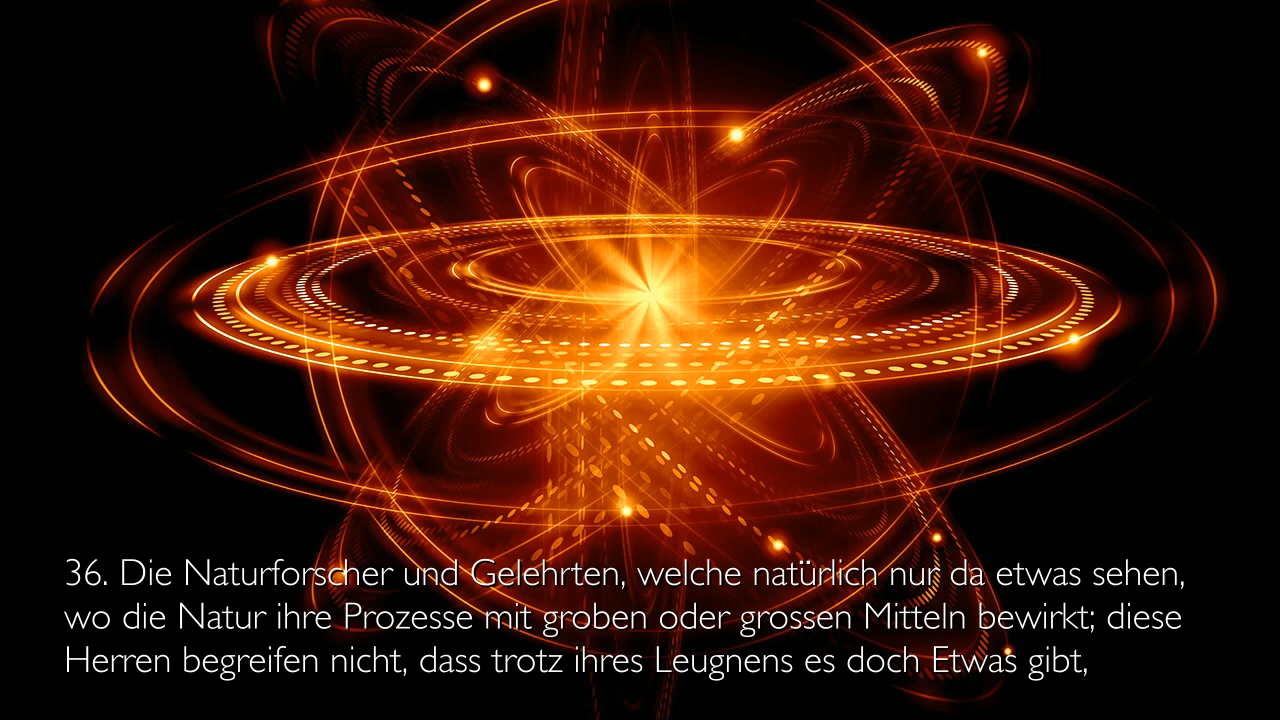 36. Die Naturforscher und Gelehrten, welche natürlich nur da etwas sehen,
wo die Natur ihre Prozesse mit groben oder grossen Mitteln bewirkt; diese
Herren begreifen nicht, dass trotz ihres Leugnens es doch Etwas gibt,